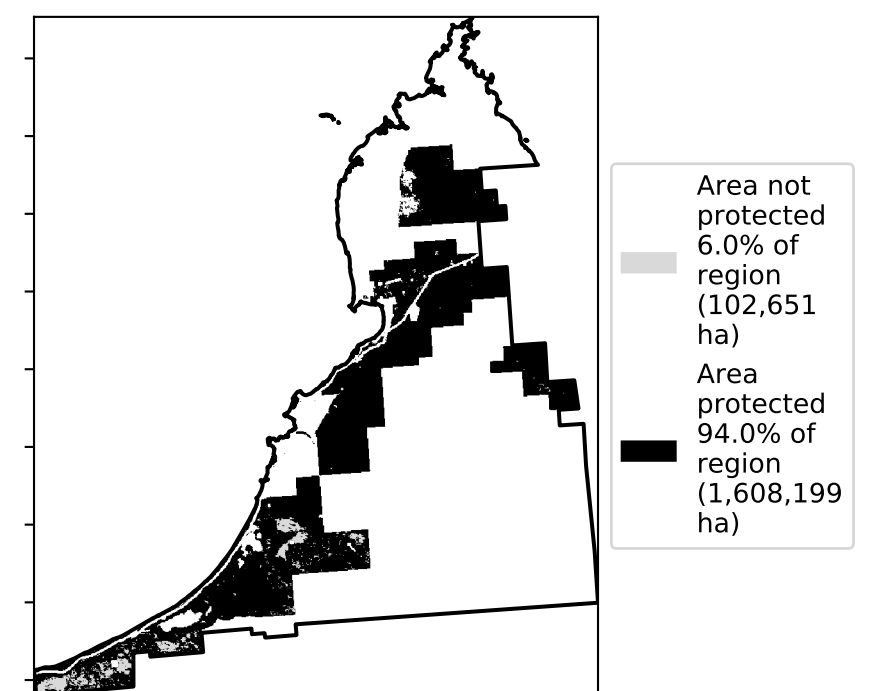 Area not
protected
6.0% of
region
(102,651
ha)
Area
protected
94.0% of
region
(1,608,199
ha)